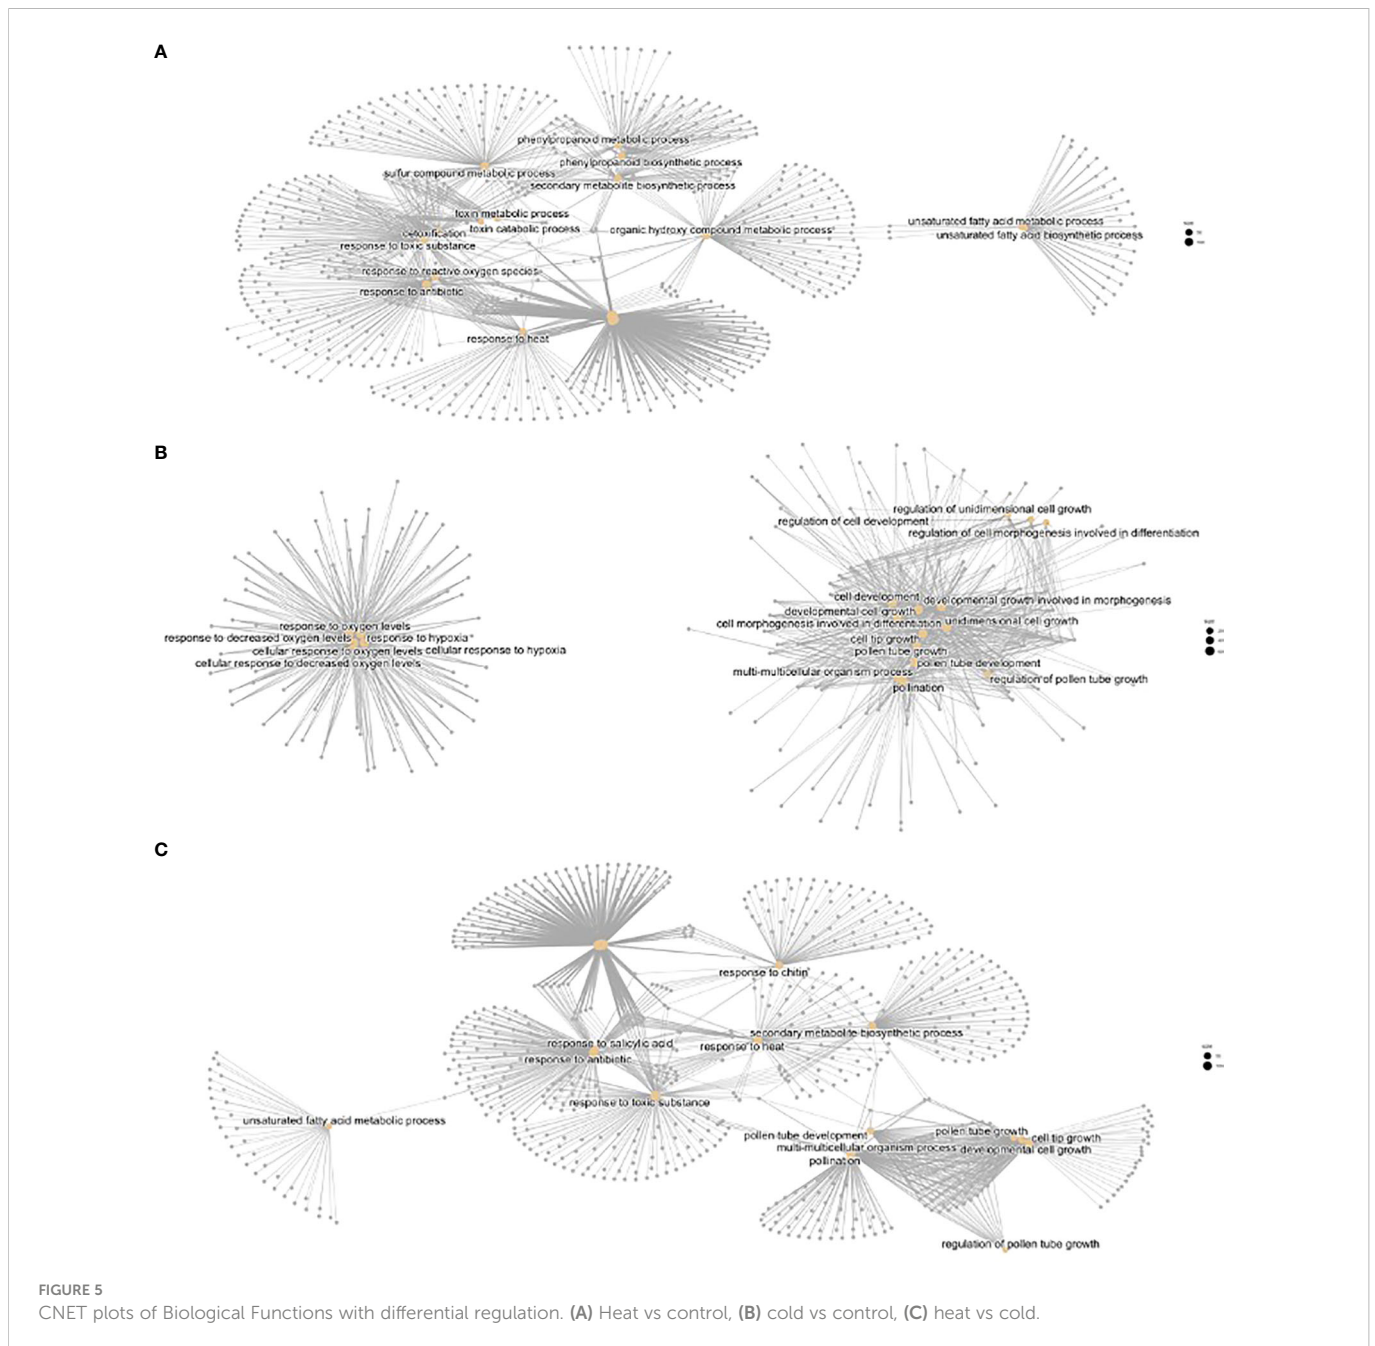 A
phenylpropanoid metabolic process
phenylpropanoid biosynthetic process
sulfur compound metabolic process
secondary metabolite biosynthetic process
toxin metabolic process
unsaturated fatty acid metabolic process
toxin catabolic process
organic hydroxy compound metabolic process
detoxification
unsaturated fatty acid biosynthetic process
response to toxic substance
response to reactive oxygen species
response to antibiotic
response to heat
B
regulation of unidimensional cell growth
regulation of cell development
regulation of cell morphogenesis involved in differentiation
cell development
developmental growth involved in morphogenesis
developmental cell growth
cell morphogenesis involved in differentiation
unidimensional cell growth
response to oxygen levels
response to decreased oxygen levels
response to hypoxia
cell tip growth
cellular response to oxygen levels
cellular response to hypoxia
pollen tube growth
cellular response to decreased oxygen levels
pollen tube development
multi-multicellular organism process
regulation of pollen tube growth
pollination
C
response to chitin
secondary metabolite biosynthetic process
response to salicylic acid
response to heat
response to antibiotic
response to toxic substance
unsaturated fatty acid metabolic process
pollen tube growth
pollen tube development
cell tip growth
multi-multicellular organism process
developmental cell growth
pollination
regulation of pollen tube growth
FIGURE 5
CNET plots of Biological Functions with differential regulation. (A) Heat vs control, (B) cold vs control, (C) heat vs cold.